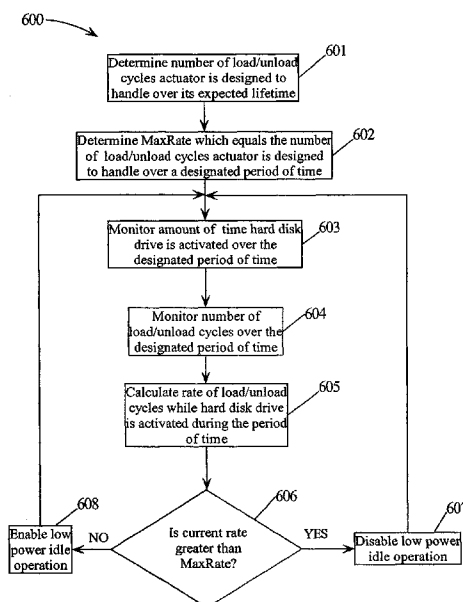 600
601
Determine number of load/unload
cycles actuator is designed to
handle over its expected lifetime
602
Determine MaxRate which equals the number
of load/unload cycles actuator is designed
to handle over a designated period of time
603
Monitor amount of time hard disk
drive is activated over the
designated period of time
604
Monitor number of
load/unload cycles over the
designated period of time
605
Calculate rate of load/unload
cycles while hard disk drive
is activated during the period
of time
606
Is current rate
greater than
MaxRate?
NO
YES
608
Enable low
power idle
operation
Disable low power
idle operation